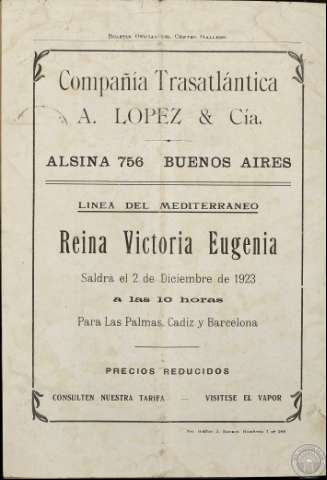 Boletin Oficial del Centro Gallego
Compañía Trasatlántica
A. LOPEZ & Cía.
ALSINA 756 BUENOS AIRES
LINEA DEL MEDITERRANEO
Reina Victoria Eugenia
Saldra el 2 de Diciembre de 1923
a las 10 horas
Para Las Palmas, Cadiz y Barcelona
PRECIOS REDUCIDOS
CONSULTEN NUESTRA TARIFA — VISITESE EL VAPOR